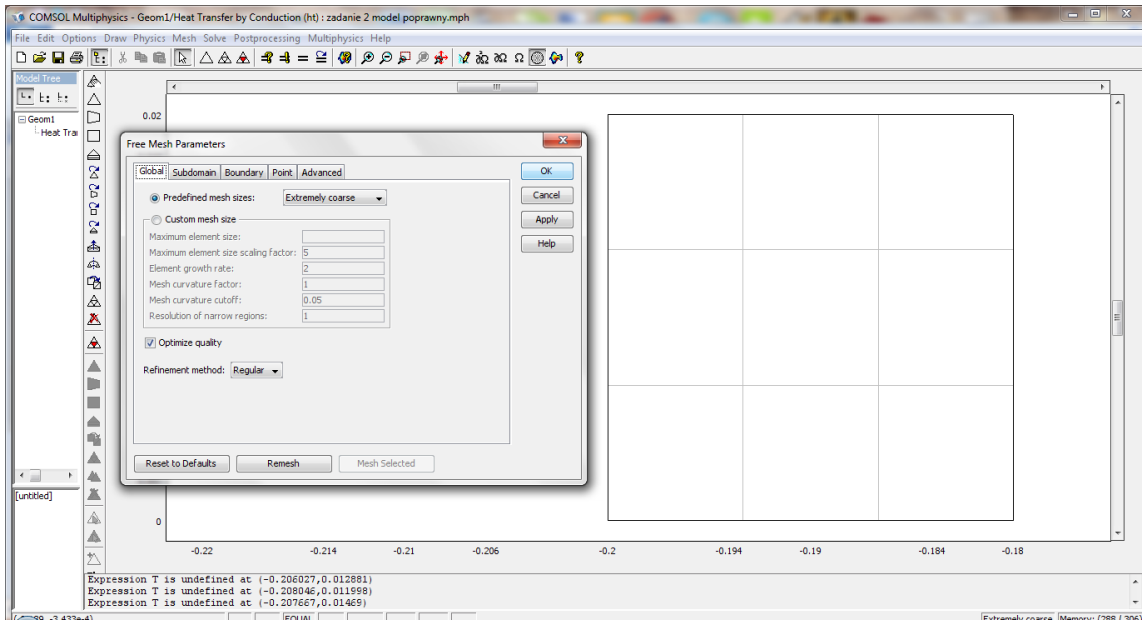 COMSOL Multiphysics - Geom1/Heat Transfer by Conduction (ht) : zadanie 2 model poprawny.mph
File Edit Options Draw Physics Mesh Solve Postprocessing Multiphysics Help
Model Tree
Geom1
Heat Tra
[untitled]
Free Mesh Parameters
Global Subdomain Boundary Point Advanced
Predefined mesh sizes: Extremely coarse
Custom mesh size
Maximum element size:
Maximum element size scaling factor: 5
Element growth rate: 2
Mesh curvature factor: 1
Mesh curvature cutoff: 0.05
Resolution of narrow regions: 1
Optimize quality
Refinement method: Regular
Reset to Defaults Remesh Mesh Selected
OK
Cancel
Apply
Help
0.02
0
-0.22 -0.214 -0.21 -0.206 -0.2 -0.194 -0.19 -0.184 -0.18
Expression T is undefined at (-0.206027,0.012881)
Expression T is undefined at (-0.208046,0.011998)
Expression T is undefined at (-0.207667,0.01469)
EQUAL Extremely coarse Memory: (288 / 306)